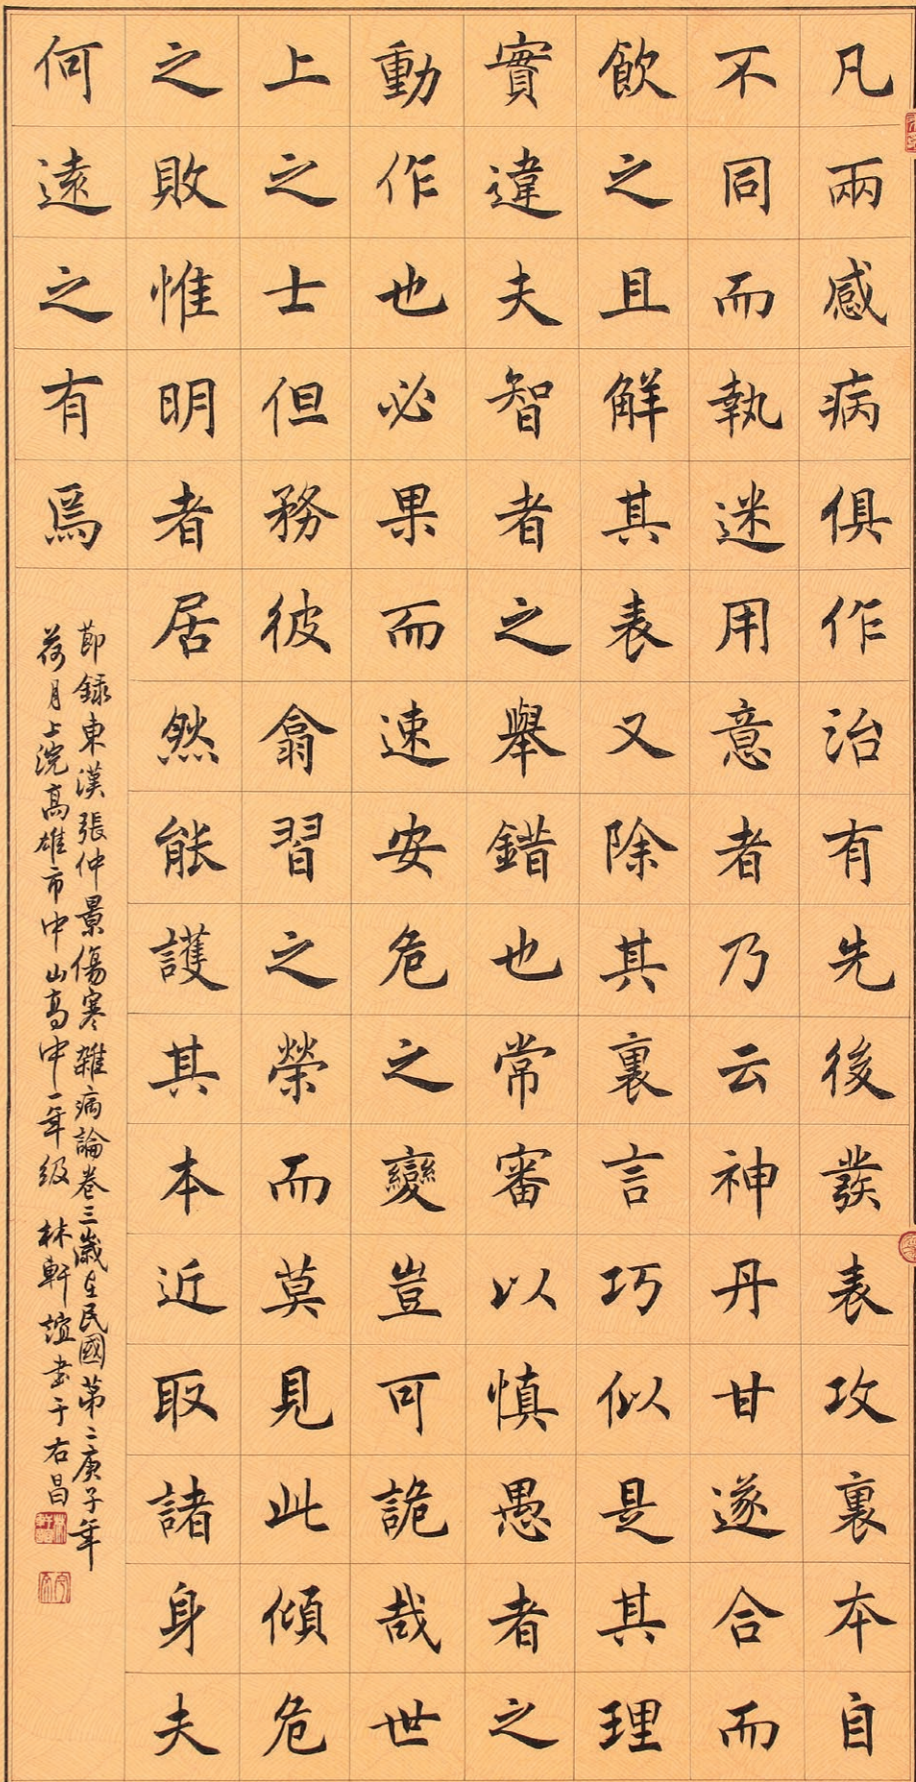 凡兩感病俱作治有先後發表攻裏本自
不同而執迷用意者乃云神丹甘遂合而
飲之且解其表又除其裏言巧似是其理
實違夫智者之舉錯也常審以慎愚者之
動作也必果而速安危之變豈可詭哉世
上之士但務彼翕習之榮而莫見此傾危
之敗惟明者居然能護其本近取諸身夫
何遠之有焉
節錄東漢張仲景傷寒雜病論卷三歲在民國第二庚子年
荷月上浣高雄市中山高中一年级 林軒誼書于右昌